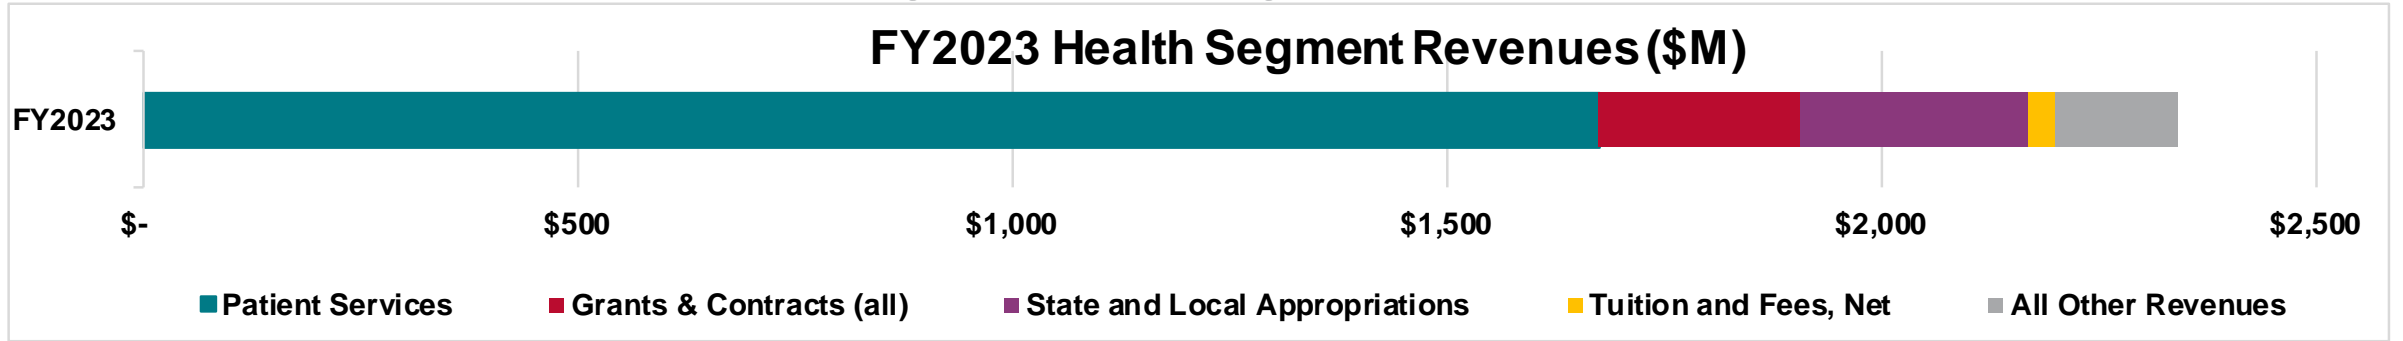 FY2023 Health Segment Revenues ($M)
FY2023
$- $500 $1,000 $1,500 $2,000 $2,500
Patient Services Grants & Contracts (all) State and Local Appropriations Tuition and Fees, Net All Other Revenues